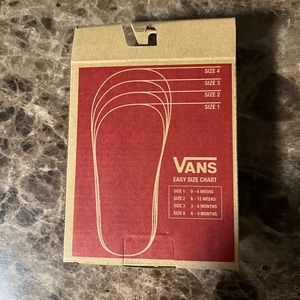 SIZE 4
SIZE 3
SIZE 2
SIZE 1
VANS
EASY SIZE CHART
SIZE 1 0 - 6 WEEKS
SIZE 2 6 - 12 WEEKS
SIZE 3 3 - 6 MONTHS
SIZE 4 6 - 9 MONTHS